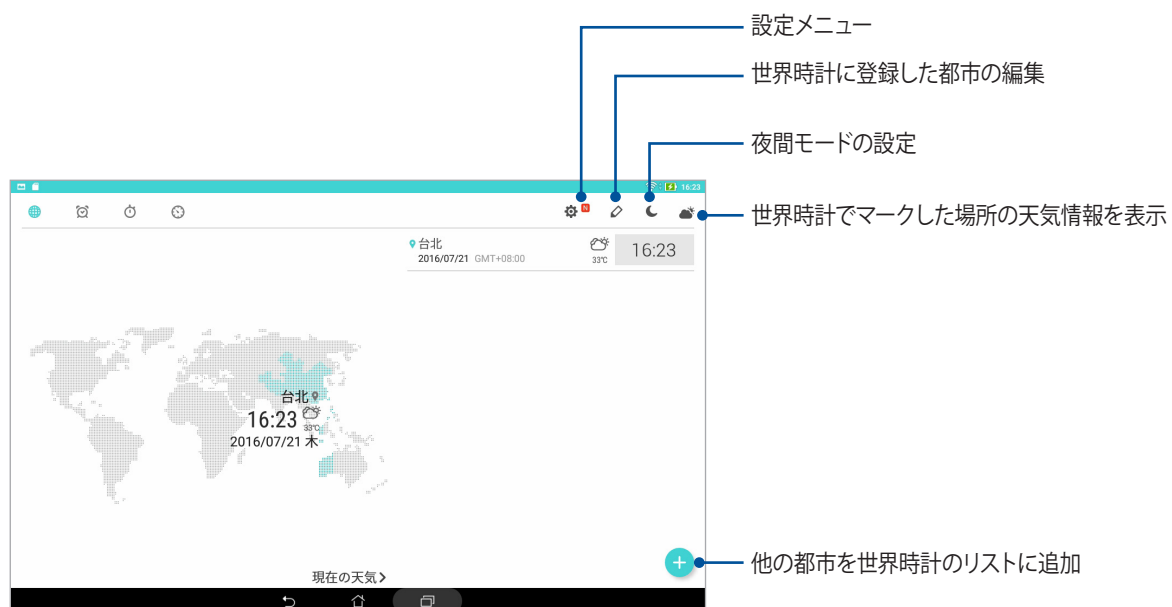 設定メニュー
世界時計に登録した都市の編集
夜間モードの設定
16:23
N
世界時計でマークした場所の天気情報を表示
台北
2016/07/21 GMT+08:00
33°C
16:23
台北
16:23
33°C
2016/07/21 木
他の都市を世界時計のリストに追加
現在の天気